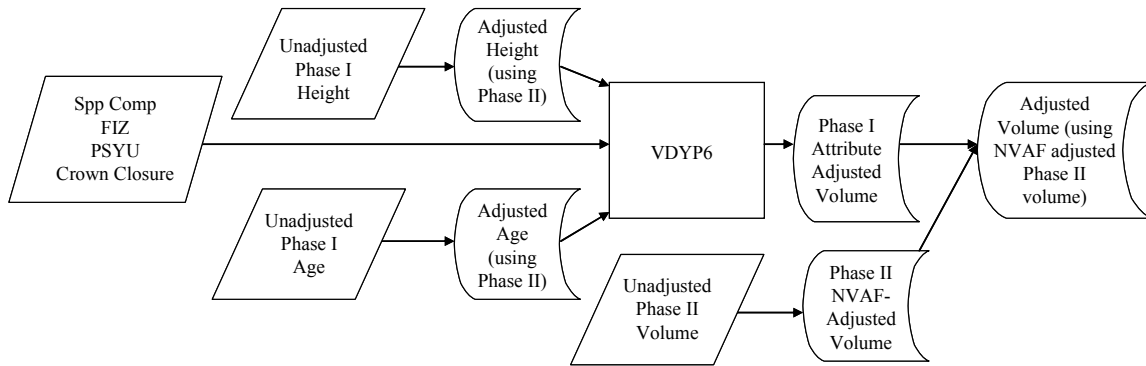 Unadjusted
Phase I
Height
Adjusted
Height
(using
Phase II)
Spp Comp
FIZ
PSYU
Crown Closure
VDYP6
Phase I
Attribute
Adjusted
Volume
Adjusted
Volume (using
NVAF adjusted
Phase II
volume)
Unadjusted
Phase I
Age
Adjusted
Age
(using
Phase II)
Unadjusted
Phase II
Volume
Phase II
NVAF-
Adjusted
Volume